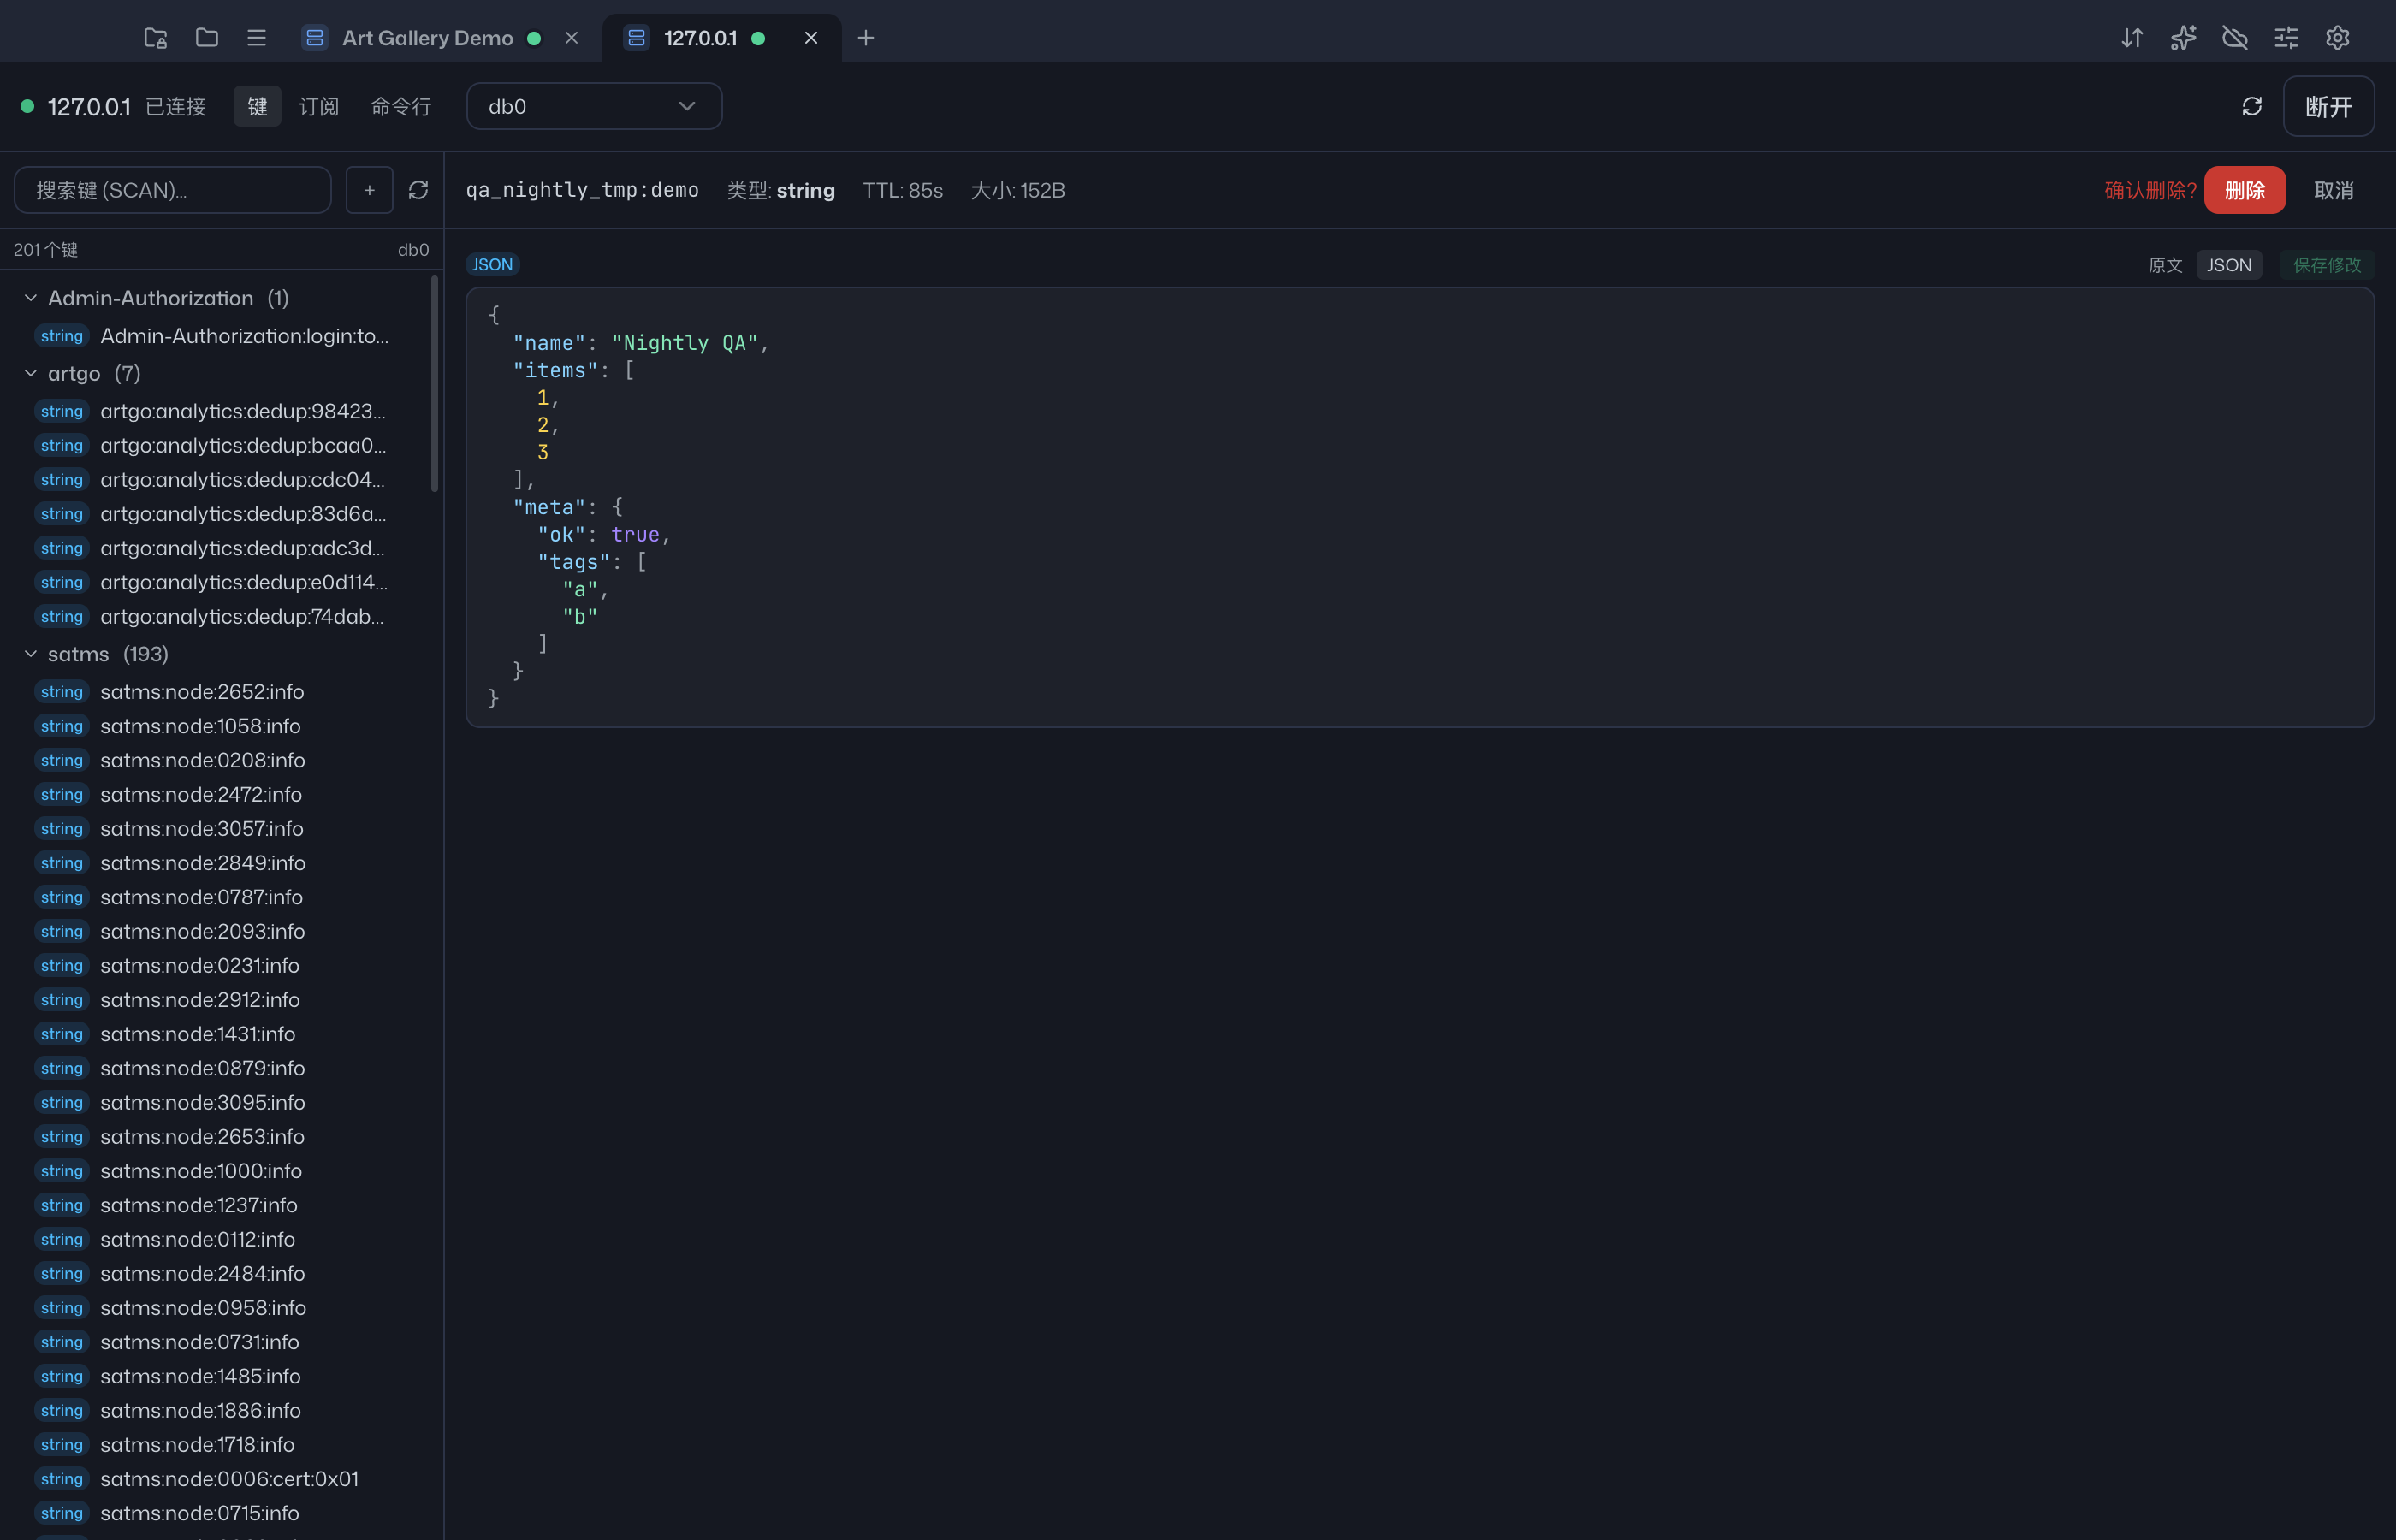 Art Gallery Demo
127.0.0.1
127.0.0.1 已连接 键 订阅 命令行 db0 断开
搜索键 (SCAN)... +
qa_nightly_tmp:demo 类型: string TTL: 85s 大小: 152B 确认删除? 删除 取消
201 个键 db0
Admin-Authorization (1)
string Admin-Authorization:login:to...
artgo (7)
string artgo:analytics:dedup:98423...
string artgo:analytics:dedup:bcaa0...
string artgo:analytics:dedup:cdc04...
string artgo:analytics:dedup:83d6a...
string artgo:analytics:dedup:adc3d...
string artgo:analytics:dedup:e0d114...
string artgo:analytics:dedup:74dab...
satms (193)
string satms:node:2652:info
string satms:node:1058:info
string satms:node:0208:info
string satms:node:2472:info
string satms:node:3057:info
string satms:node:2849:info
string satms:node:0787:info
string satms:node:2093:info
string satms:node:0231:info
string satms:node:2912:info
string satms:node:1431:info
string satms:node:0879:info
string satms:node:3095:info
string satms:node:2653:info
string satms:node:1000:info
string satms:node:1237:info
string satms:node:0112:info
string satms:node:2484:info
string satms:node:0958:info
string satms:node:0731:info
string satms:node:1485:info
string satms:node:1886:info
string satms:node:1718:info
string satms:node:0006:cert:0x01
string satms:node:0715:info
JSON 原文 JSON 保存修改
{
"name": "Nightly QA",
"items": [
1,
2,
3
],
"meta": {
"ok": true,
"tags": [
"a",
"b"
]
}
}